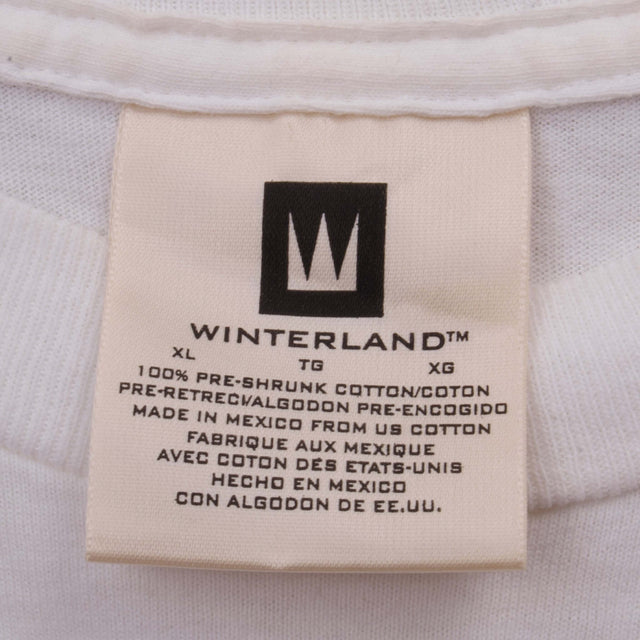 W
WINTERLAND™
XL TG XG
100% PRE-SHRUNK COTTON/COTON
PRE-RETRECI/ALGODON PRE-ENCOGIDO
MADE IN MEXICO FROM US COTTON
FABRIQUE AUX MEXIQUE
AVEC COTON DES ETATS-UNIS
HECHO EN MEXICO
CON ALGODON DE EE.UU.